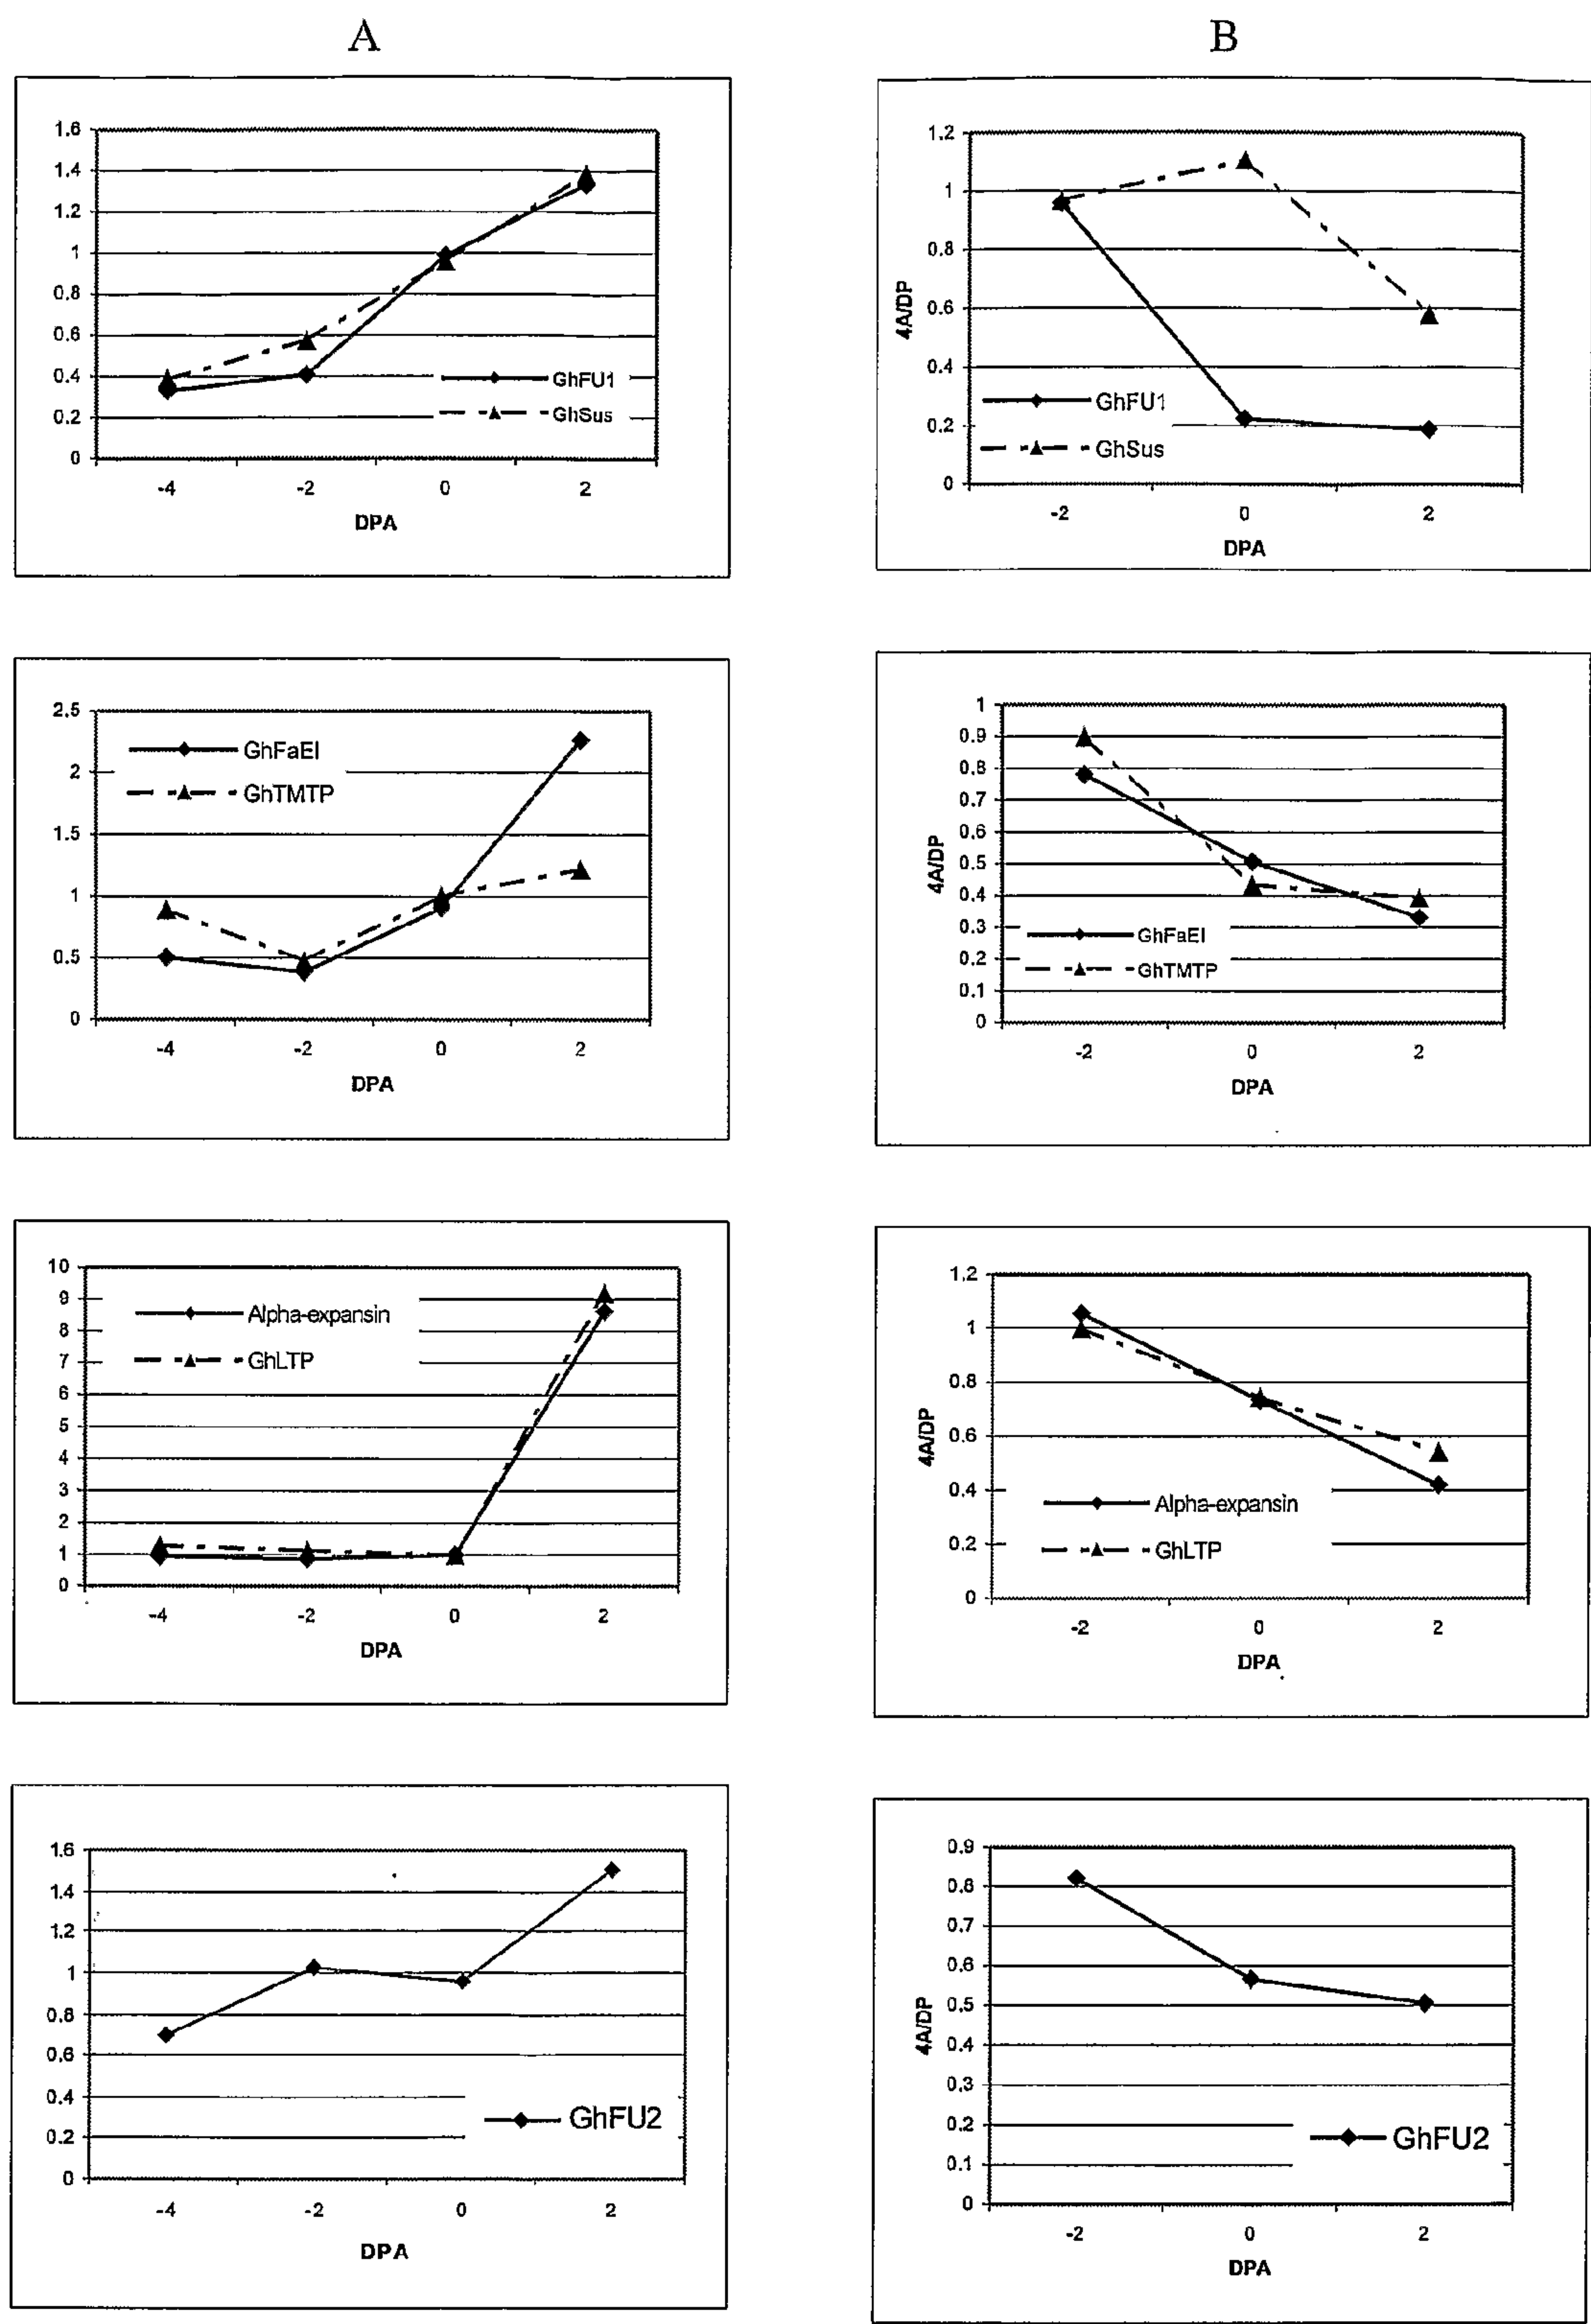 A
1.6
1.4
1.2
1
0.8
0.6
0.4
0.2
0
GhFU1
GhSus
-4 -2 0 2
DPA
B
1.2
1
0.8
0.6
0.4
0.2
0
4A/DP
GhFU1
GhSus
-2 0 2
DPA
2.5
2
1.5
1
0.5
0
GhFaEI
GhTMTP
-4 -2 0 2
DPA
1
0.9
0.8
0.7
0.6
0.5
0.4
0.3
0.2
0.1
0
4A/DP
GhFaEI
GhTMTP
-2 0 2
DPA
10
9
8
7
6
5
4
3
2
1
0
Alpha-expansin
GhLTP
-4 -2 0 2
DPA
1.2
1
0.8
0.6
0.4
0.2
0
4A/DP
Alpha-expansin
GhLTP
-2 0 2
DPA
1.6
1.4
1.2
1
0.8
0.6
0.4
0.2
0
GhFU2
-4 -2 0 2
DPA
0.9
0.8
0.7
0.6
0.5
0.4
0.3
0.2
0.1
0
4A/DP
GhFU2
-2 0 2
DPA